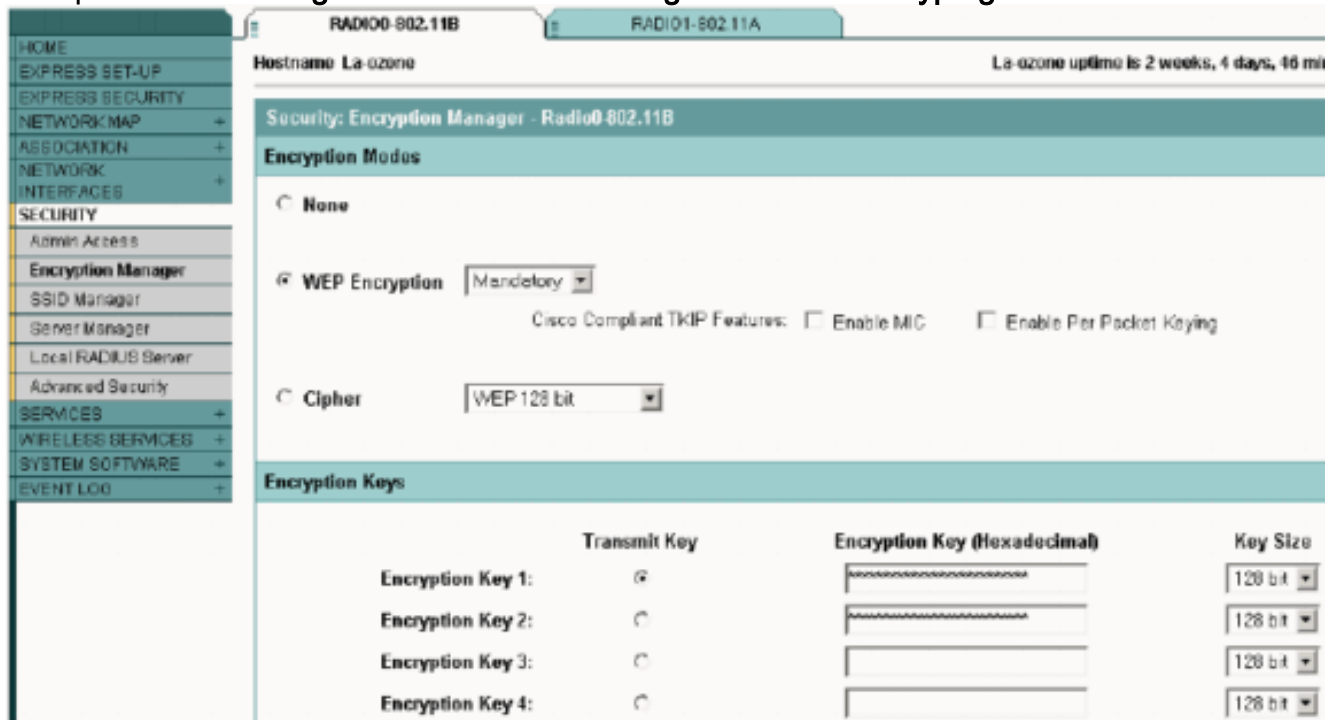 RADIO0-802.11B RADIO1-802.11A
HOME
EXPRESS SET-UP
EXPRESS SECURITY
NETWORK MAP +
ASSOCIATION +
NETWORK
INTERFACES +
SECURITY
Admin Access
Encryption Manager
SSID Manager
Server Manager
Local RADIUS Server
Advanced Security
SERVICES +
WIRELESS SERVICES +
SYSTEM SOFTWARE +
EVENT LOG +
Hostname La-ozone La-ozone uptime is 2 weeks, 4 days, 46
Security: Encryption Manager - Radio0-802.11B
Encryption Modes
None
WEP Encryption Mandatory
Cisco Compliant TKIP Features: Enable MIC Enable Per Packet Keying
Cipher WEP 128 bit
Encryption Keys
Transmit Key Encryption Key (Hexadecimal) Key Size
Encryption Key 1: 128 bit
Encryption Key 2: 128 bit
Encryption Key 3: 128 bit
Encryption Key 4: 128 bit